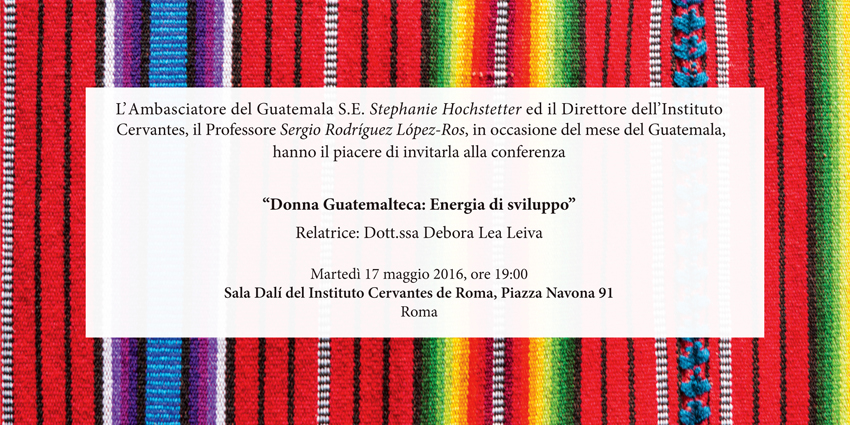 L'Ambasciatore del Guatemala S.E. Stephanie Hochstetter ed il Direttore dell'Instituto
Cervantes, il Professore Sergio Rodríguez López-Ros, in occasione del mese del Guatemala,
hanno il piacere di invitarla alla conferenza
“Donna Guatemalteca: Energia di sviluppo”
Relatrice: Dott.ssa Debora Lea Leiva
Martedì 17 maggio 2016, ore 19:00
Sala Dalí del Instituto Cervantes de Roma, Piazza Navona 91
Roma